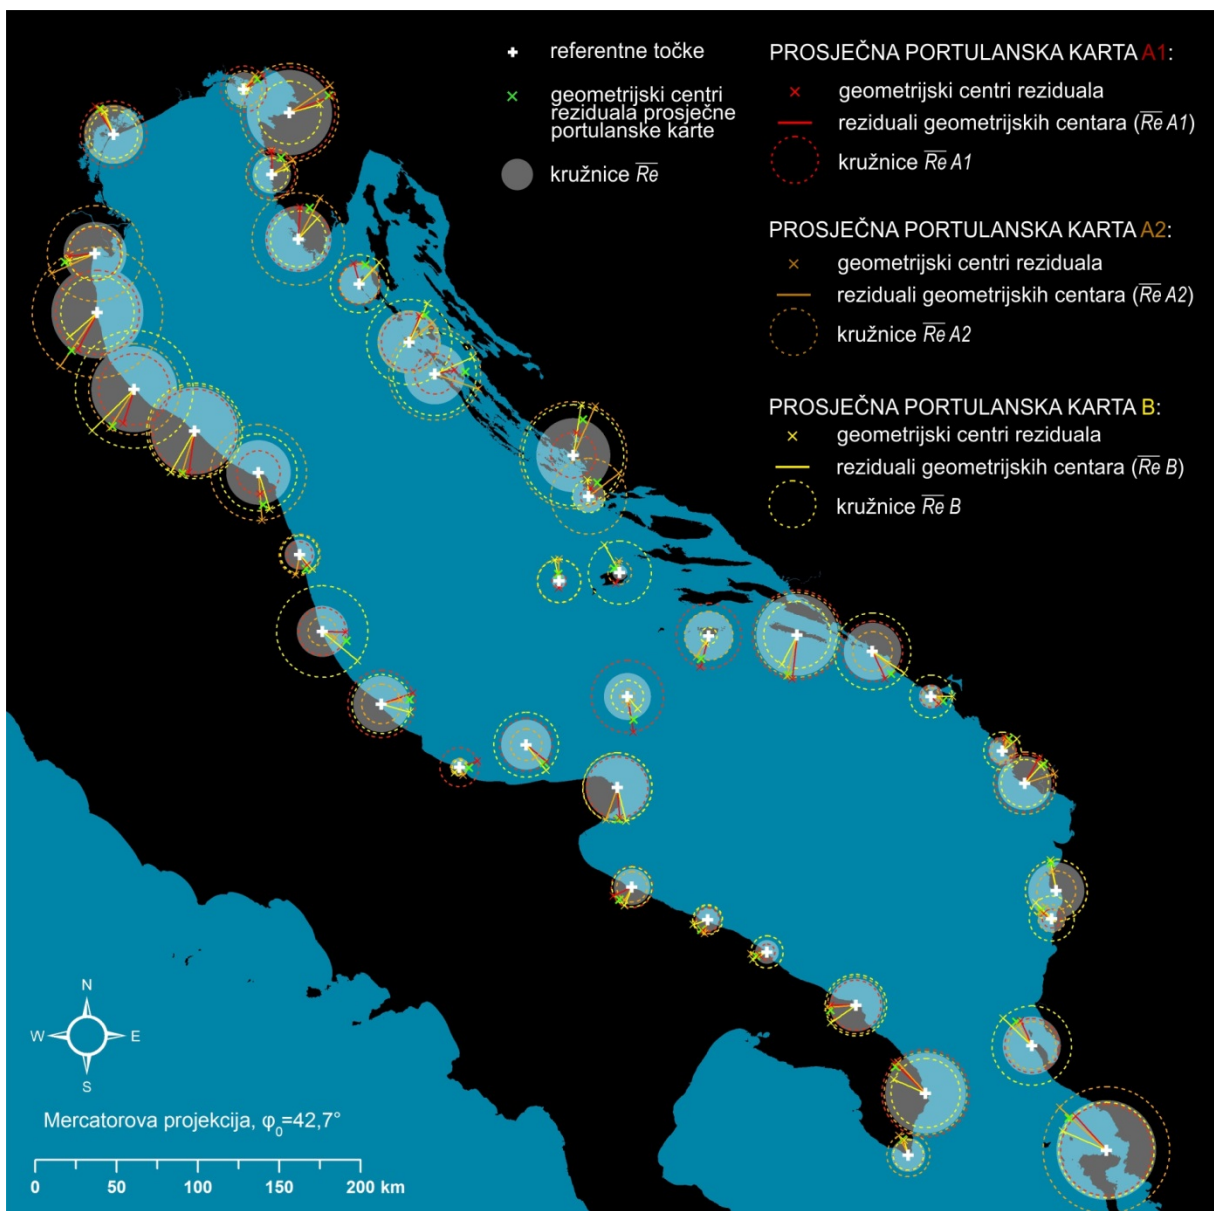 referentne točke
geometrijski centri
reziduala prosječne
portulanske karte
kružnice Re
PROSJEČNA PORTULANSKA KARTA A1:
geometrijski centri reziduala
reziduali geometrijskih centara (Re A1)
kružnice Re A1
PROSJEČNA PORTULANSKA KARTA A2:
geometrijski centri reziduala
reziduali geometrijskih centara (Re A2)
kružnice Re A2
PROSJEČNA PORTULANSKA KARTA B:
geometrijski centri reziduala
reziduali geometrijskih centara (Re B)
kružnice Re B
N
W E
S
Mercatorova projekcija, φ₀=42,7°
0 50 100 150 200 km